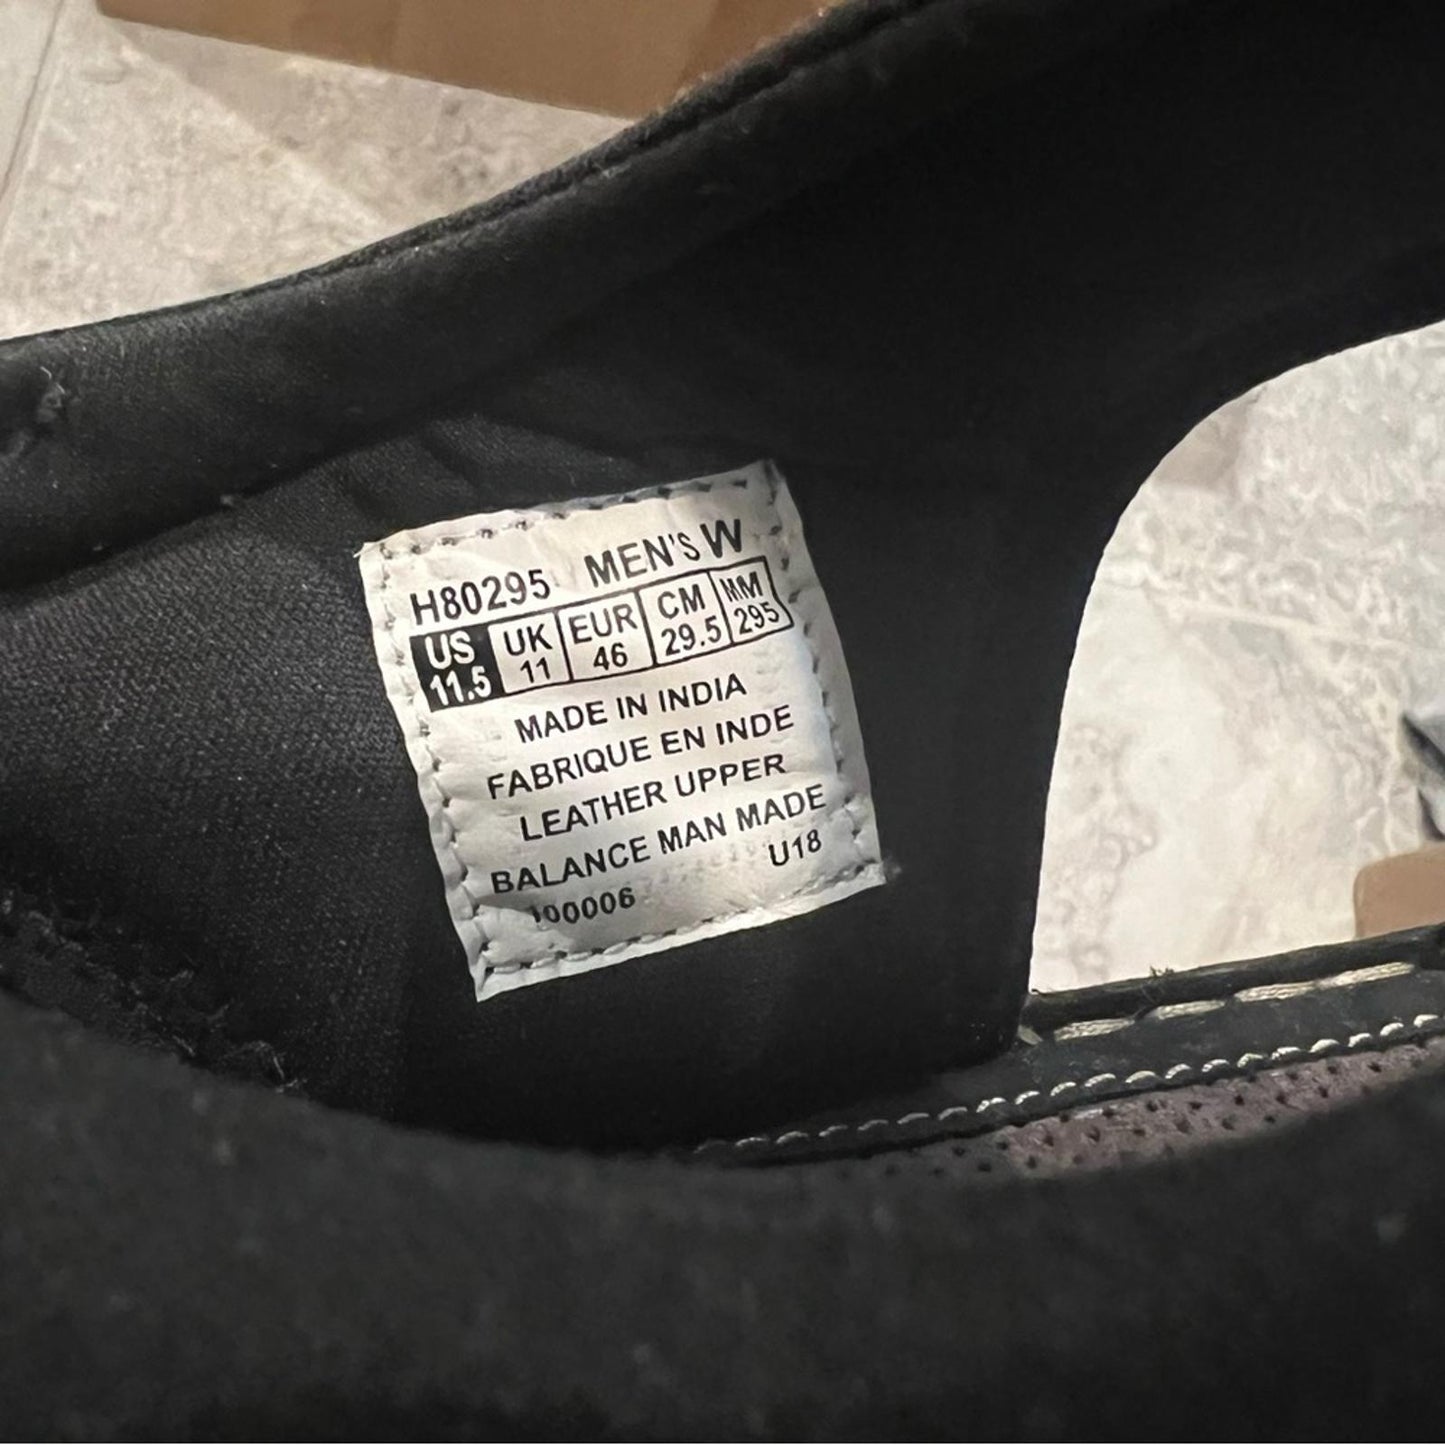 H80295 MEN'S W
US UK EUR CM MM
11.5 11 46 29.5 295
MADE IN INDIA
FABRIQUE EN INDE
LEATHER UPPER
BALANCE MAN MADE
100006 U18